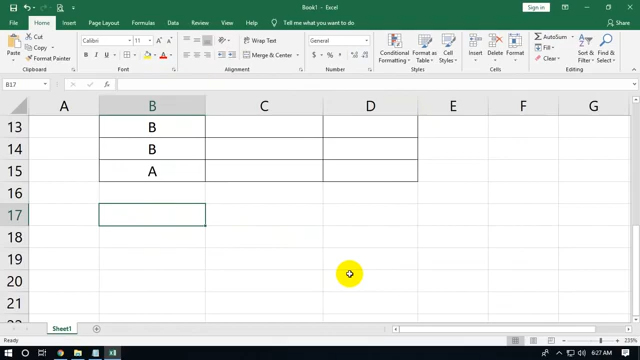 Book1 - Excel
Sign in
File Home Insert Page Layout Formulas Data Review View Tell me what you want to do Share
Cut
Copy
Format Painter
Paste
Clipboard
Calibri 11
B I U
Font
Wrap Text
Merge & Center
Alignment
General
$ %
Number
Conditional Formatting
Format as Table
Cell Styles
Styles
Insert
Delete
Format
Cells
AutoSum
Fill
Clear
Sort & Filter
Find & Select
Editing
B17 fx
A B C D E F G
13 B
14 B
15 A
16
17
18
19
20
21
Sheet1
Ready
235%
6:27 AM